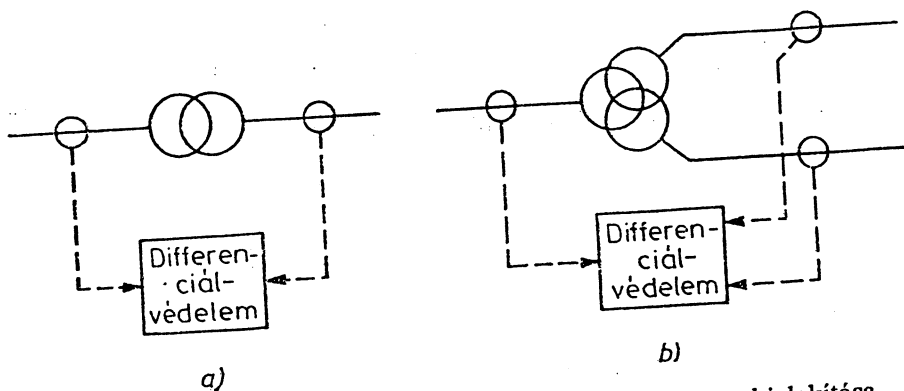 Differen-
ciál-
védelem
a)
Differen-
ciál-
védelem
b)